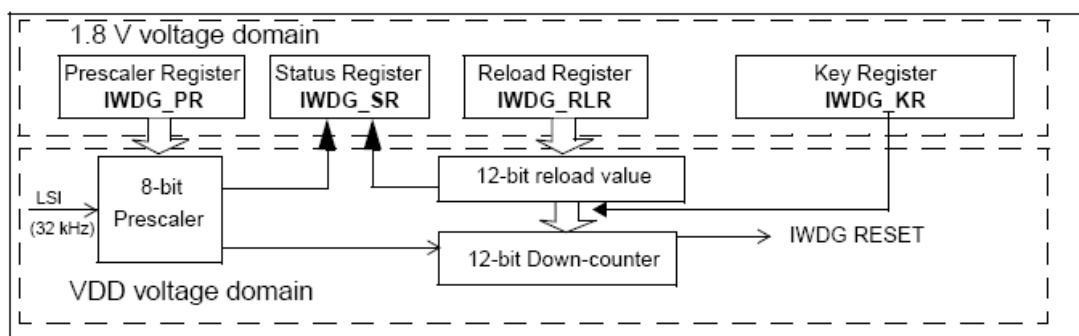 1.8 V voltage domain
Prescaler Register
IWDG_PR
Status Register
IWDG_SR
Reload Register
IWDG_RLR
Key Register
IWDG_KR
LSI
(32 kHz)
8-bit
Prescaler
12-bit reload value
12-bit Down-counter
IWDG RESET
VDD voltage domain